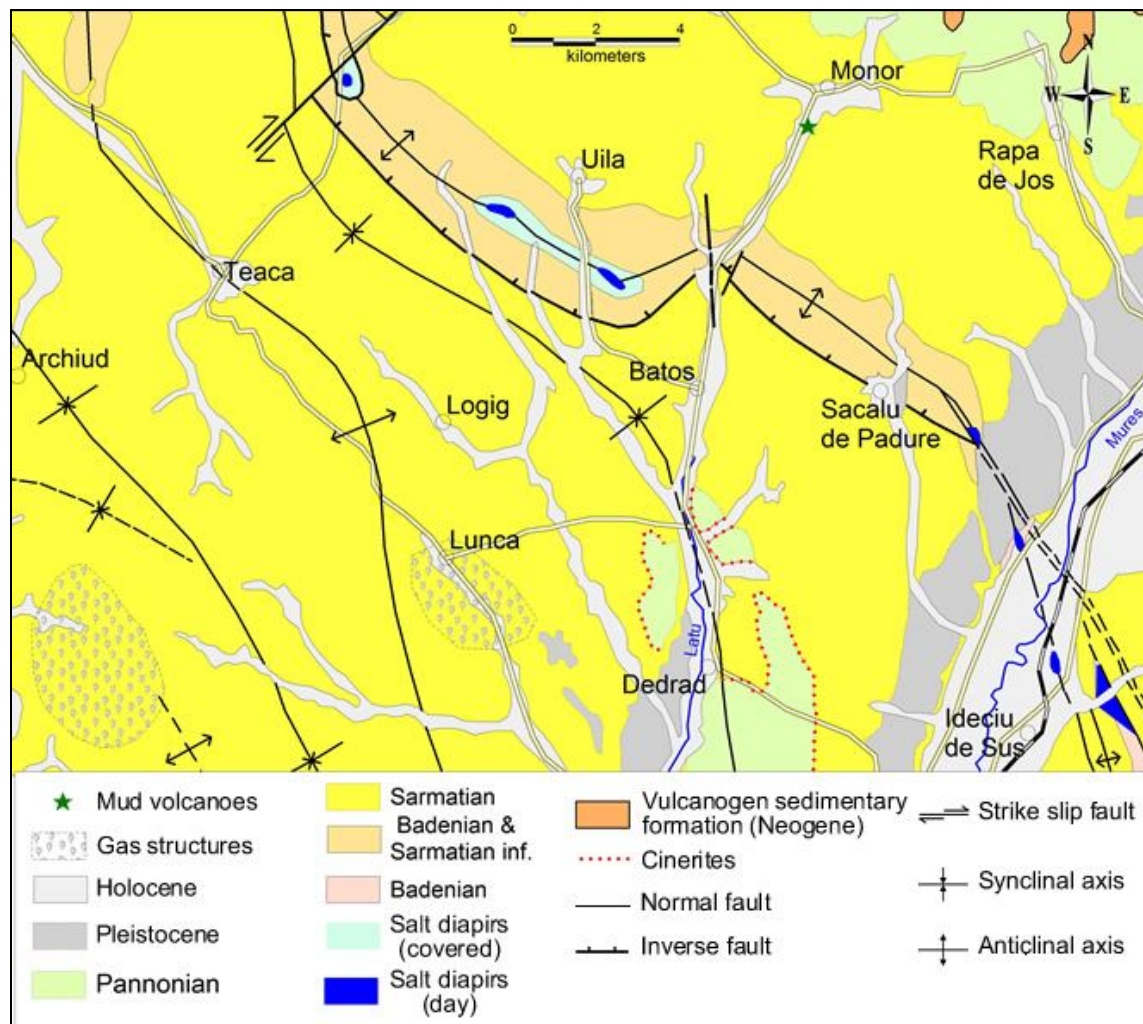 0 2 4
kilometers
N
W E
S
Monor
Rapa
de Jos
Uila
Teaca
Archiud
Batos
Logig
Sacalu
de Padure
Mures
Lunca
Latu
Dedrad
Ideciu
de Sus
Mud volcanoes
Gas structures
Holocene
Pleistocene
Pannonian
Sarmatian
Badenian &
Sarmatian inf.
Badenian
Salt diapirs
(covered)
Salt diapirs
(day)
Vulcanogen sedimentary
formation (Neogene)
Cinerites
Normal fault
Inverse fault
Strike slip fault
Synclinal axis
Anticlinal axis